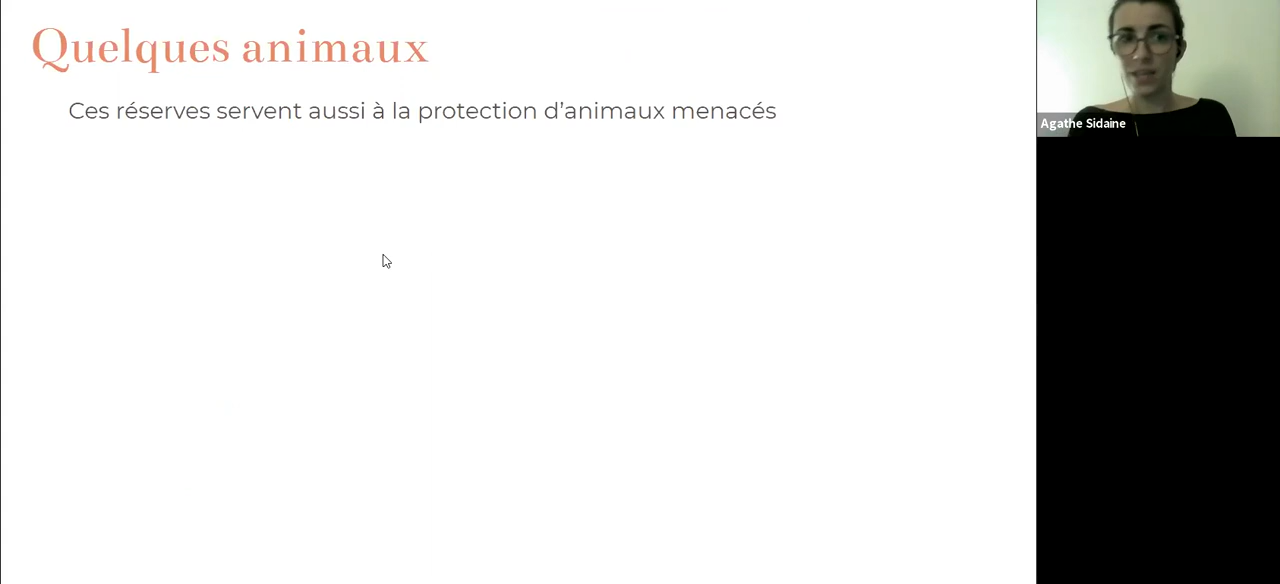 Quelques animaux
Ces réserves servent aussi à la protection d’animaux menacés
Agathe Sidaine